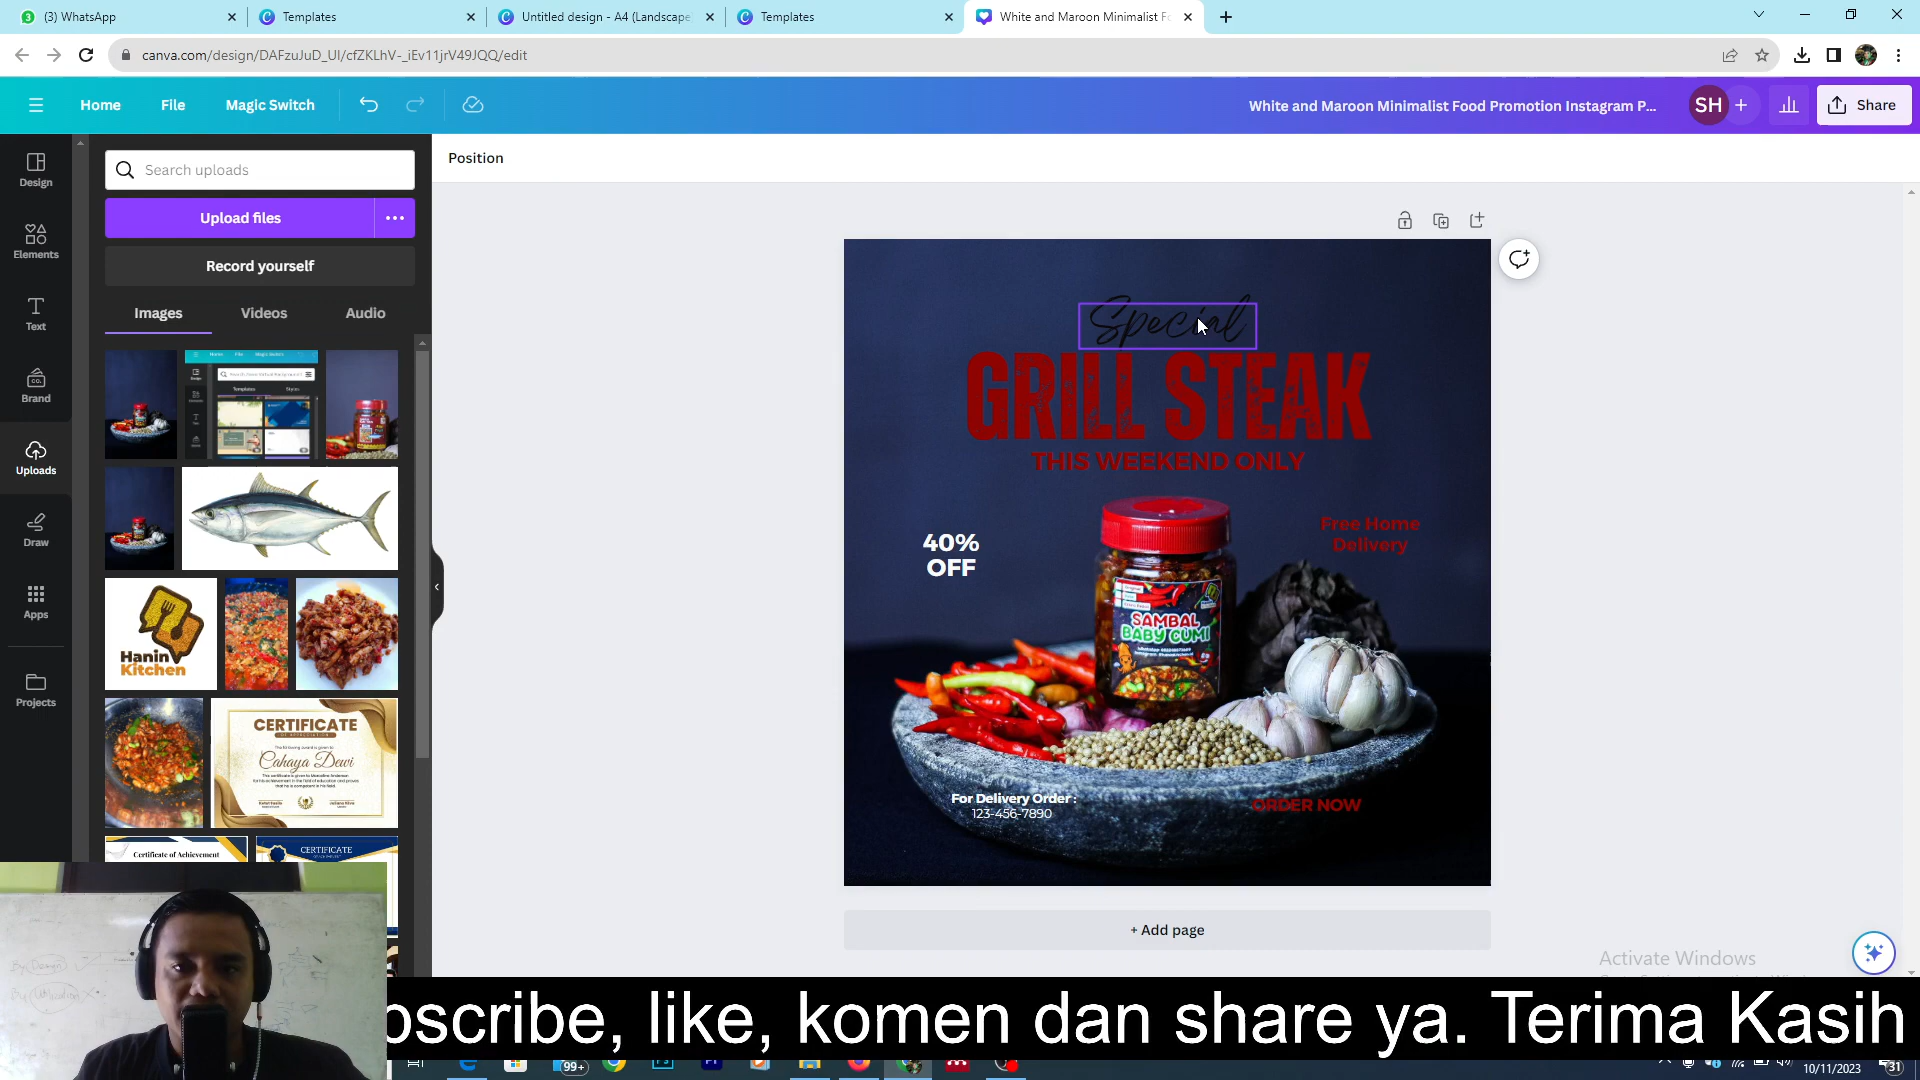 (3) WhatsApp
Templates
Untitled design - A4 (Landscape
Templates
White and Maroon Minimalist Fo
canva.com/design/DAFzuJuD_UI/cfZKLhV-_iEv11jrV49JQQ/edit
Home
File
Magic Switch
White and Maroon Minimalist Food Promotion Instagram P...
SH
Share
Design
Elements
Text
Brand
Uploads
Draw
Apps
Projects
Search uploads
Upload files
Record yourself
Images
Videos
Audio
Hanin
Kitchen
CERTIFICATE
OF APPRECIATION
Cahaya Dewi
Certificate of Achievement
CERTIFICATE
Position
Special
GRILL STEAK
THIS WEEKEND ONLY
40%
OFF
Free Home
Delivery
SAMBAL
BABY CUMI
For Delivery Order :
123-456-7890
ORDER NOW
+ Add page
Activate Windows
bscribe, like, komen dan share ya. Terima Kasih
99+
10/11/2023
31